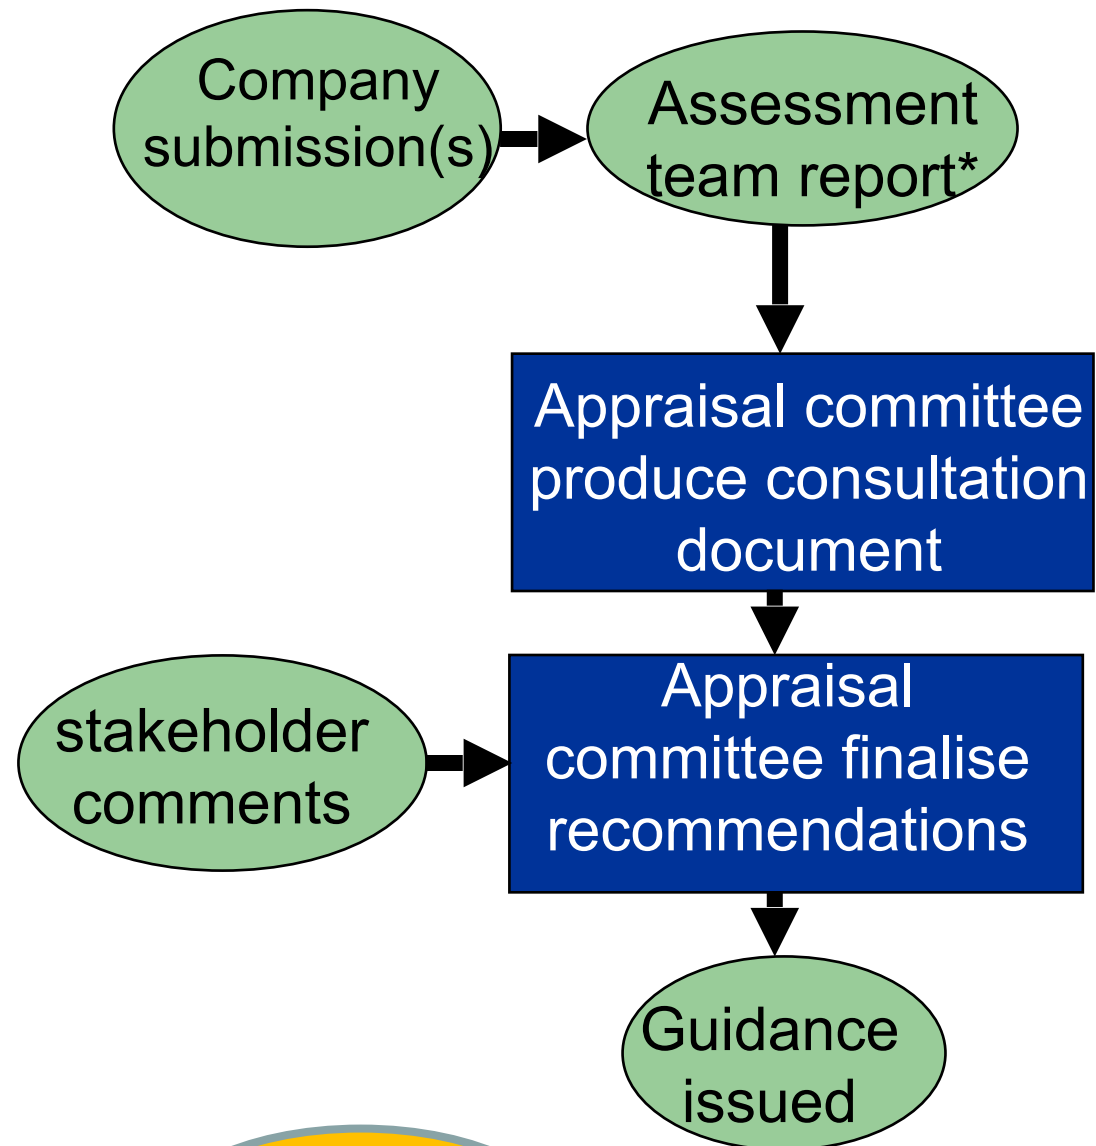 Company
submission(s)
Assessment
team report*
Appraisal committee
produce consultation
document
stakeholder
comments
Appraisal
committee finalise
recommendations
Guidance
issued